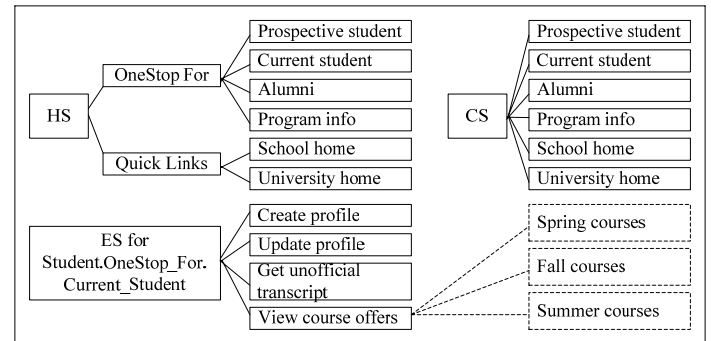 HS
OneStop For
Quick Links
Prospective student
Current student
Alumni
Program info
School home
University home
CS
Prospective student
Current student
Alumni
Program info
School home
University home
ES for
Student.OneStop_For.
Current_Student
Create profile
Update profile
Get unofficial
transcript
View course offers
Spring courses
Fall courses
Summer courses